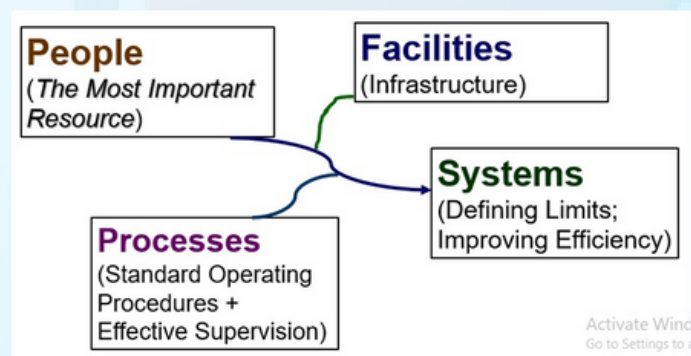 People
(The Most Important
Resource)
Facilities
(Infrastructure)
Systems
(Defining Limits;
Improving Efficiency)
Processes
(Standard Operating
Procedures +
Effective Supervision)
Activate Wind
Go to Settings to a